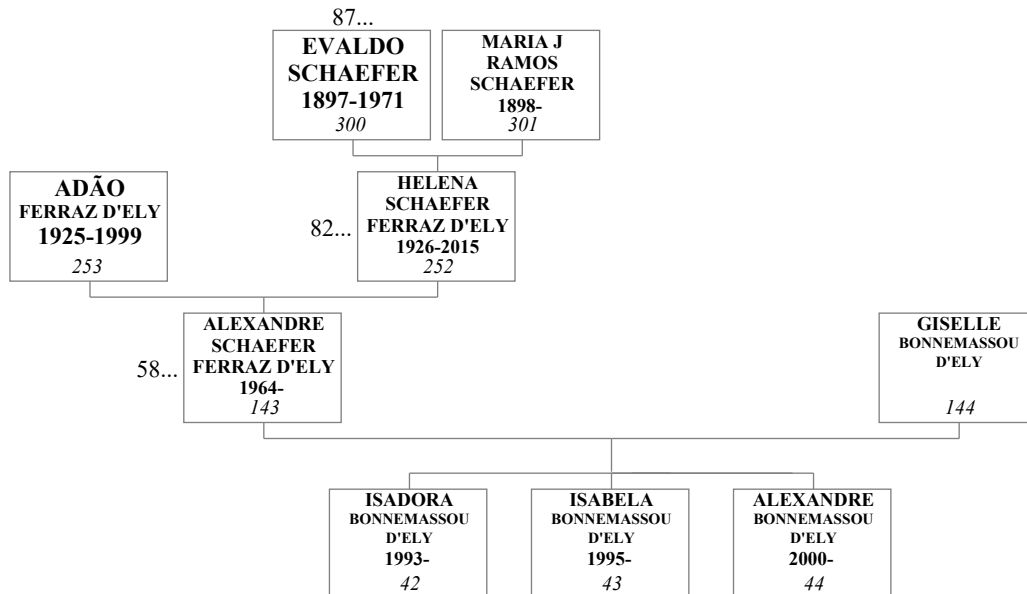 87...
EVALDO
SCHAEFER
1897-1971
300
MARIA J
RAMOS
SCHAEFER
1898-
301
ADÃO
FERRAZ D'ELY
1925-1999
253
82...
HELENA
SCHAEFER
FERRAZ D'ELY
1926-2015
252
58...
ALEXANDRE
SCHAEFER
FERRAZ D'ELY
1964-
143
GISELLE
BONNEMASSOU
D'ELY
144
ISADORA
BONNEMASSOU
D'ELY
1993-
42
ISABELA
BONNEMASSOU
D'ELY
1995-
43
ALEXANDRE
BONNEMASSOU
D'ELY
2000-
44